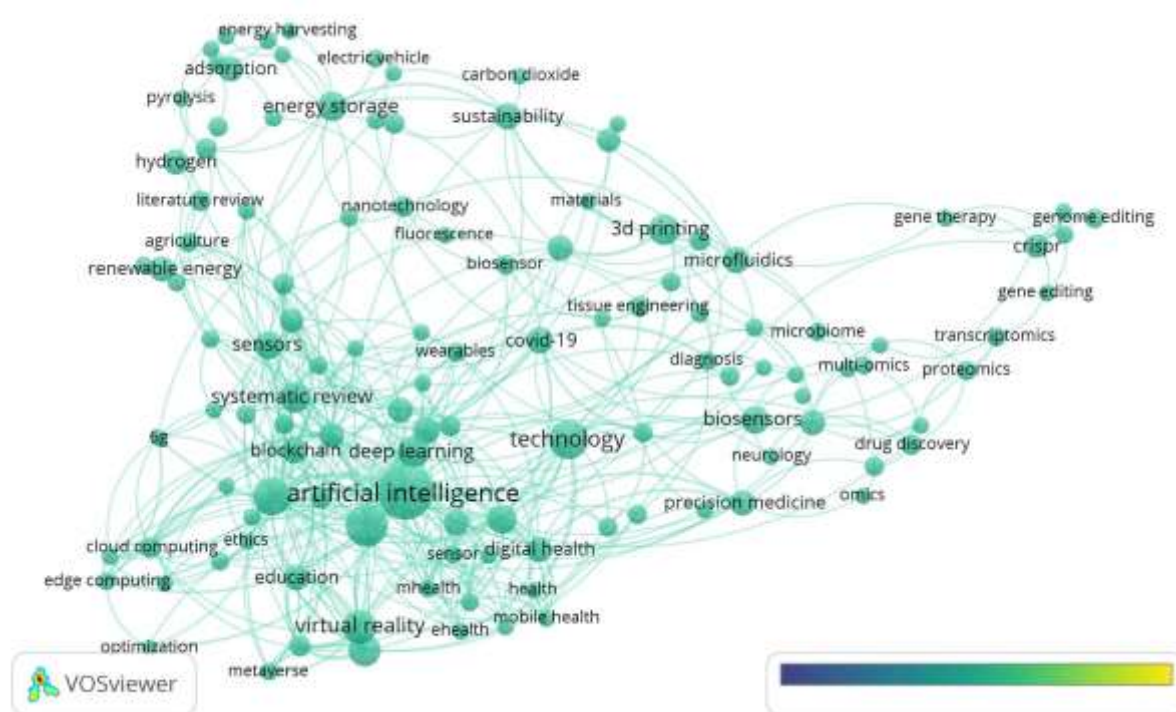 energy harvesting
electric vehicle
adsorption
carbon dioxide
pyrolysis
energy storage
sustainability
hydrogen
literature review
nanotechnology
materials
gene therapy
genome editing
agriculture
fluorescence
3d printing
crispr
renewable energy
biosensor
microfluidics
gene editing
tissue engineering
sensors
wearables
covid-19
microbiome
transcriptomics
diagnosis
multi-omics
proteomics
systematic review
biosensors
6g
blockchain
deep learning
technology
neurology
drug discovery
artificial intelligence
precision medicine
omics
cloud computing
ethics
sensor
digital health
edge computing
education
mhealth
health
virtual reality
ehealth
mobile health
optimization
metaverse
VOSviewer